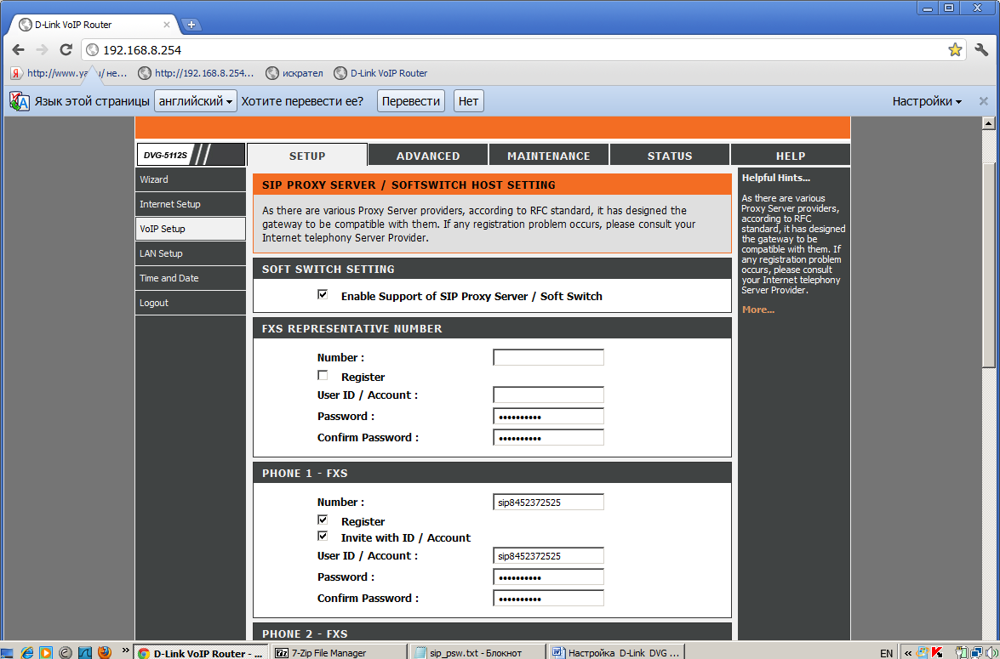 D-Link VoIP Router
192.168.8.254
http://www.ya u/ не...
http://192.168.8.254...
искрател
D-Link VoIP Router
Язык этой страницы английский Хотите перевести ее? Перевести Нет Настройки
DVG-5112S
SETUP
ADVANCED
MAINTENANCE
STATUS
HELP
Wizard
Internet Setup
VoIP Setup
LAN Setup
Time and Date
Logout
SIP PROXY SERVER / SOFTSWITCH HOST SETTING
As there are various Proxy Server providers, according to RFC standard, it has designed the
gateway to be compatible with them. If any registration problem occurs, please consult your
Internet telephony Server Provider.
SOFT SWITCH SETTING
Enable Support of SIP Proxy Server / Soft Switch
FXS REPRESENTATIVE NUMBER
Number :
Register
User ID / Account :
Password : ••••••••••
Confirm Password : ••••••••••
PHONE 1 - FXS
Number : sip8452372525
Register
Invite with ID / Account
User ID / Account : sip8452372525
Password : ••••••••••
Confirm Password : ••••••••••
PHONE 2 - FXS
Helpful Hints...
As there are various
Proxy Server providers,
according to RFC
standard, it has designed
the gateway to be
compatible with them. If
any registration problem
occurs, please consult
your Internet telephony
Server Provider.
More...
D-Link VoIP Router - ...
7-Zip File Manager
sip_psw.txt - Блокнот
Настройка D-Link DVG ...
EN